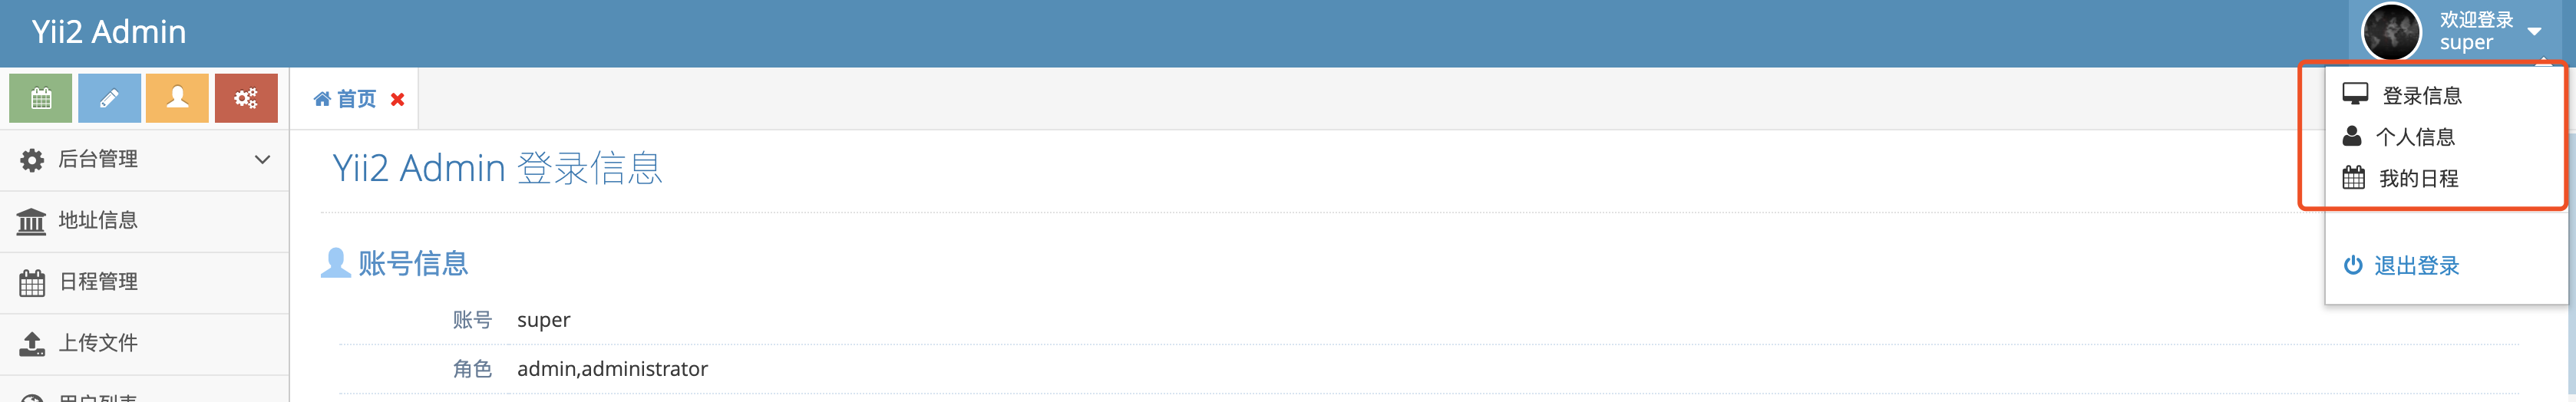 Yii2 Admin
欢迎登录
super
登录信息
个人信息
我的日程
退出登录
首页
后台管理
地址信息
日程管理
上传文件
Yii2 Admin 登录信息
账号信息
账号 super
角色 admin,administrator